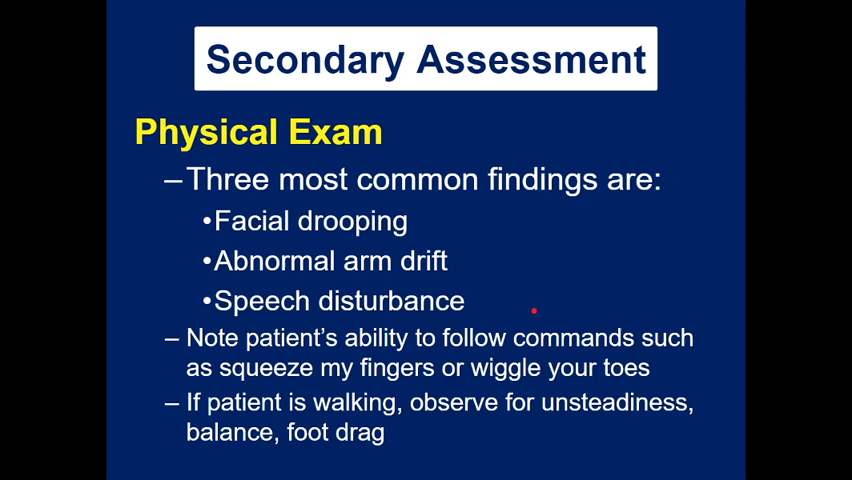 Secondary Assessment
Physical Exam
–Three most common findings are:
•Facial drooping
•Abnormal arm drift
•Speech disturbance
– Note patient’s ability to follow commands such
as squeeze my fingers or wiggle your toes
– If patient is walking, observe for unsteadiness,
balance, foot drag